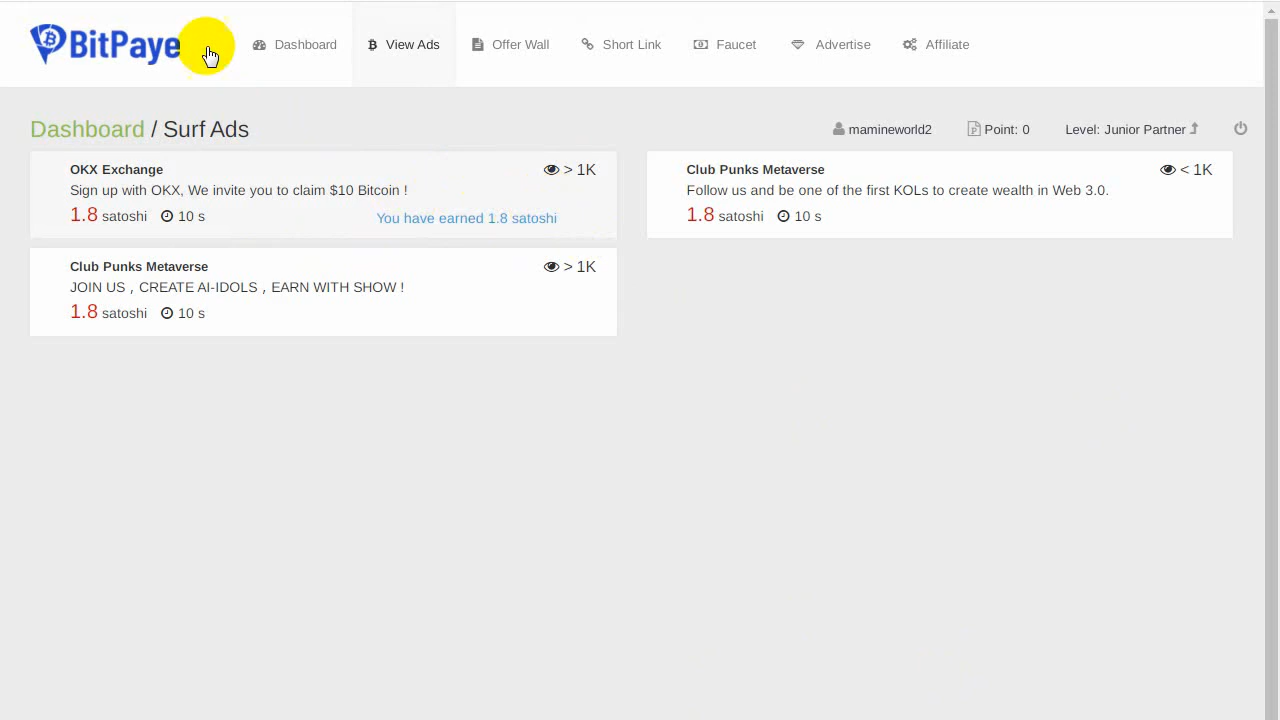 BitPaye
Dashboard
View Ads
Offer Wall
Short Link
Faucet
Advertise
Affiliate
Dashboard / Surf Ads
mamineworld2
Point: 0
Level: Junior Partner
OKX Exchange
> 1K
Sign up with OKX, We invite you to claim $10 Bitcoin !
1.8 satoshi 10 s
You have earned 1.8 satoshi
Club Punks Metaverse
< 1K
Follow us and be one of the first KOLs to create wealth in Web 3.0.
1.8 satoshi 10 s
Club Punks Metaverse
> 1K
JOIN US，CREATE AI-IDOLS，EARN WITH SHOW !
1.8 satoshi 10 s